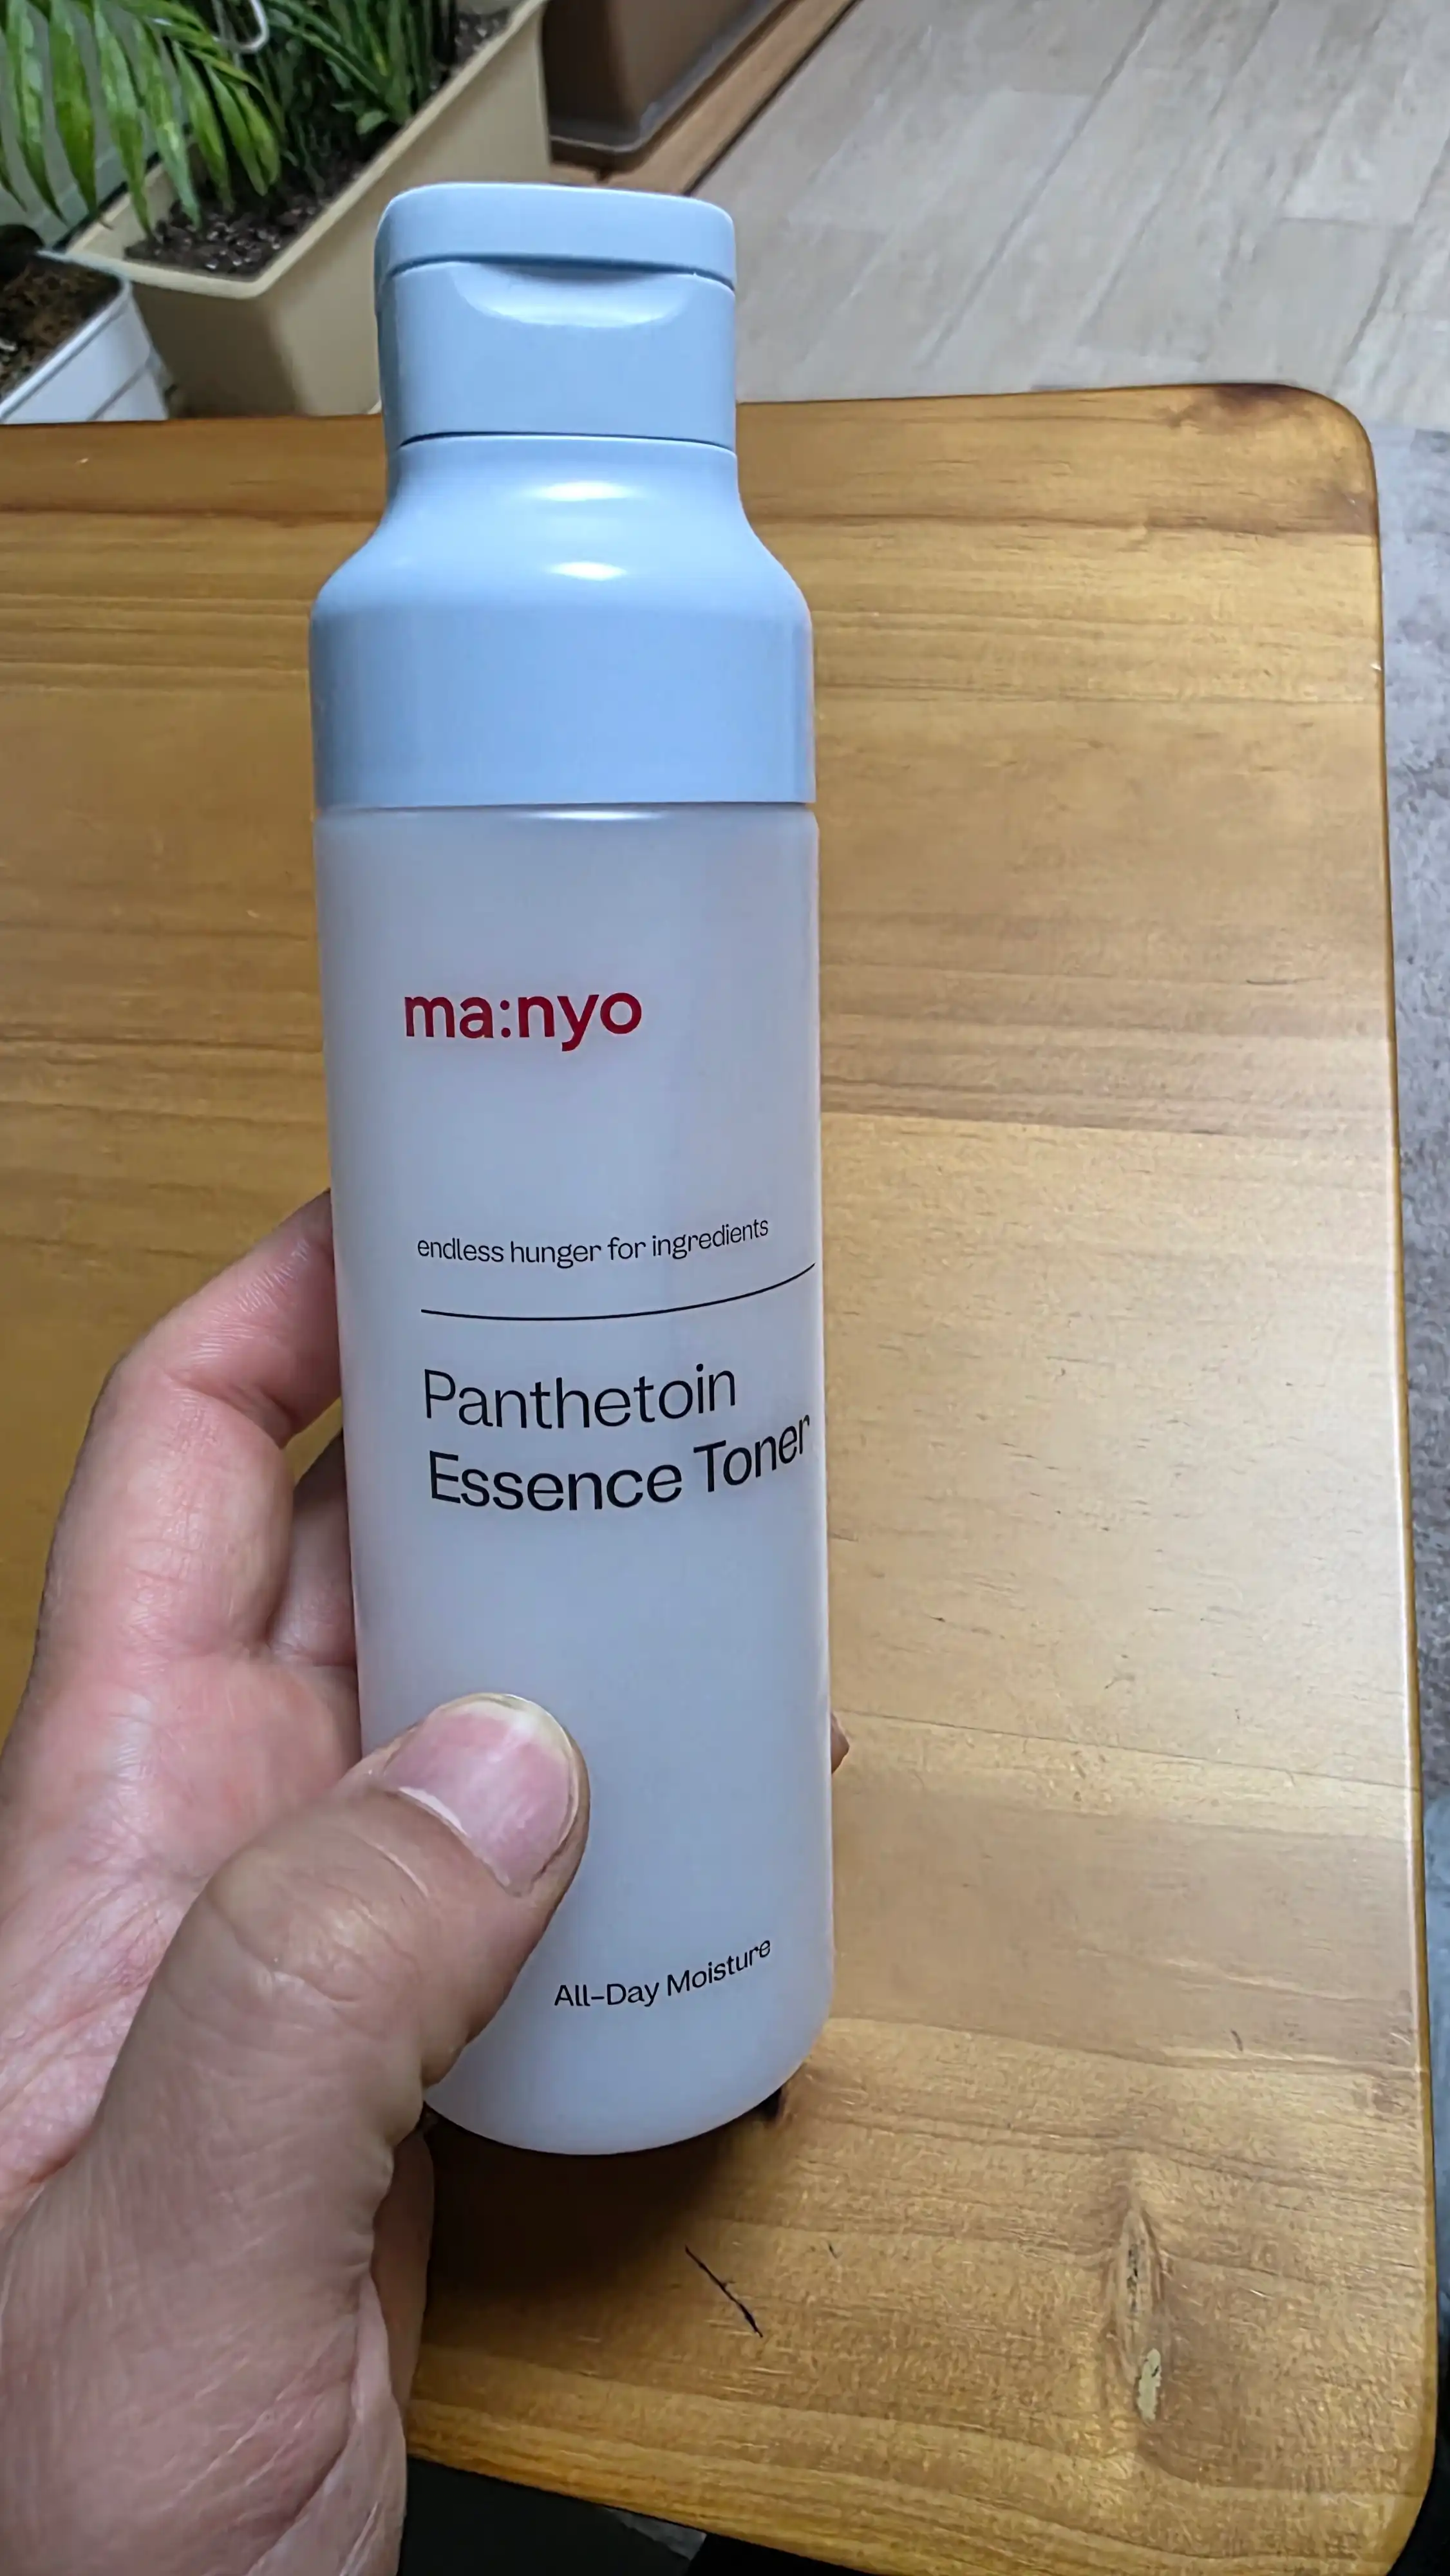 ma:nyo
endless hunger for ingredients
Panthetoin
Essence Toner
All-Day Moisture